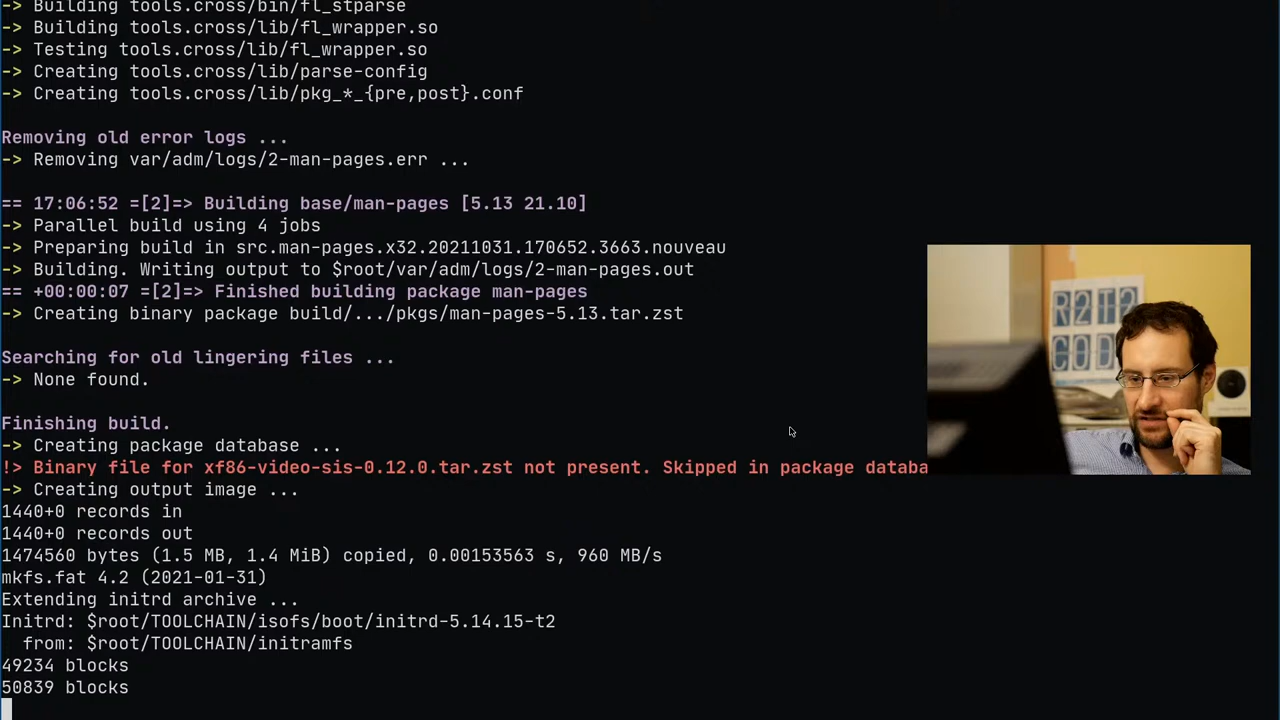 -> Building tools.cross/bin/fl_stparse
-> Building tools.cross/lib/fl_wrapper.so
-> Testing tools.cross/lib/fl_wrapper.so
-> Creating tools.cross/lib/parse-config
-> Creating tools.cross/lib/pkg_*_{pre,post}.conf
Removing old error logs ...
-> Removing var/adm/logs/2-man-pages.err ...
== 17:06:52 =[2]=> Building base/man-pages [5.13 21.10]
-> Parallel build using 4 jobs
-> Preparing build in src.man-pages.x32.20211031.170652.3663.nouveau
-> Building. Writing output to $root/var/adm/logs/2-man-pages.out
== +00:00:07 =[2]=> Finished building package man-pages
-> Creating binary package build/.../pkgs/man-pages-5.13.tar.zst
Searching for old lingering files ...
-> None found.
Finishing build.
-> Creating package database ...
!> Binary file for xf86-video-sis-0.12.0.tar.zst not present. Skipped in package databa
-> Creating output image ...
1440+0 records in
1440+0 records out
1474560 bytes (1.5 MB, 1.4 MiB) copied, 0.00153563 s, 960 MB/s
mkfs.fat 4.2 (2021-01-31)
Extending initrd archive ...
Initrd: $root/TOOLCHAIN/isofs/boot/initrd-5.14.15-t2
from: $root/TOOLCHAIN/initramfs
49234 blocks
50839 blocks
R2T2
COD